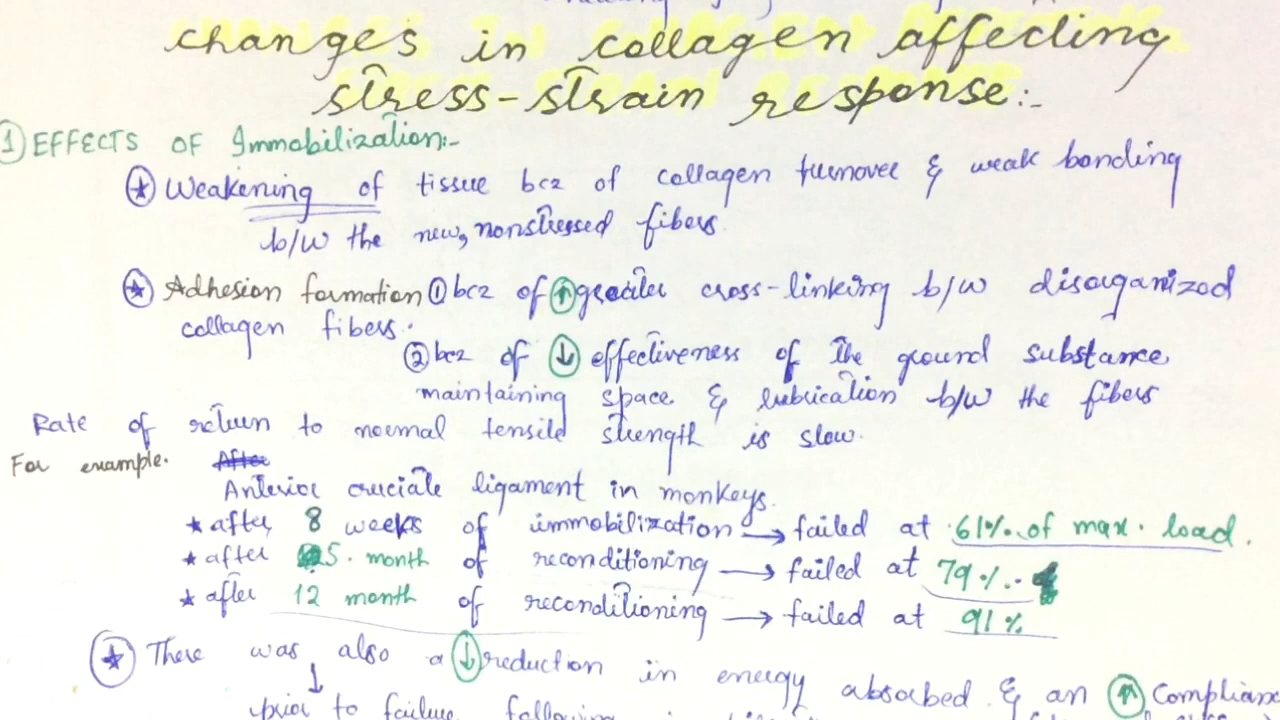 changes in collagen affecting
stress-strain response:-
① EFFECTS OF Immobilization:-
Weakening of tissue bcz of collagen turnover & weak bonding
b/w the new, nonstressed fibers.
Adhesion formation ① bcz of ↑ greater cross-linking b/w disorganized
collagen fibers.
② bcz of ↓ effectiveness of the ground substance
maintaining space & lubrication b/w the fibers
Rate of return to normal tensile strength is slow.
For example. After
Anterior cruciate ligament in monkeys.
★ after 8 weeks of immobilization → failed at 61% of max. load.
★ after 5 month of reconditioning → failed at 79%.
★ after 12 month of reconditioning → failed at 91%
★ There was also a ↓ reduction in energy absorbed & an ↑ Complianc
prior to failure following